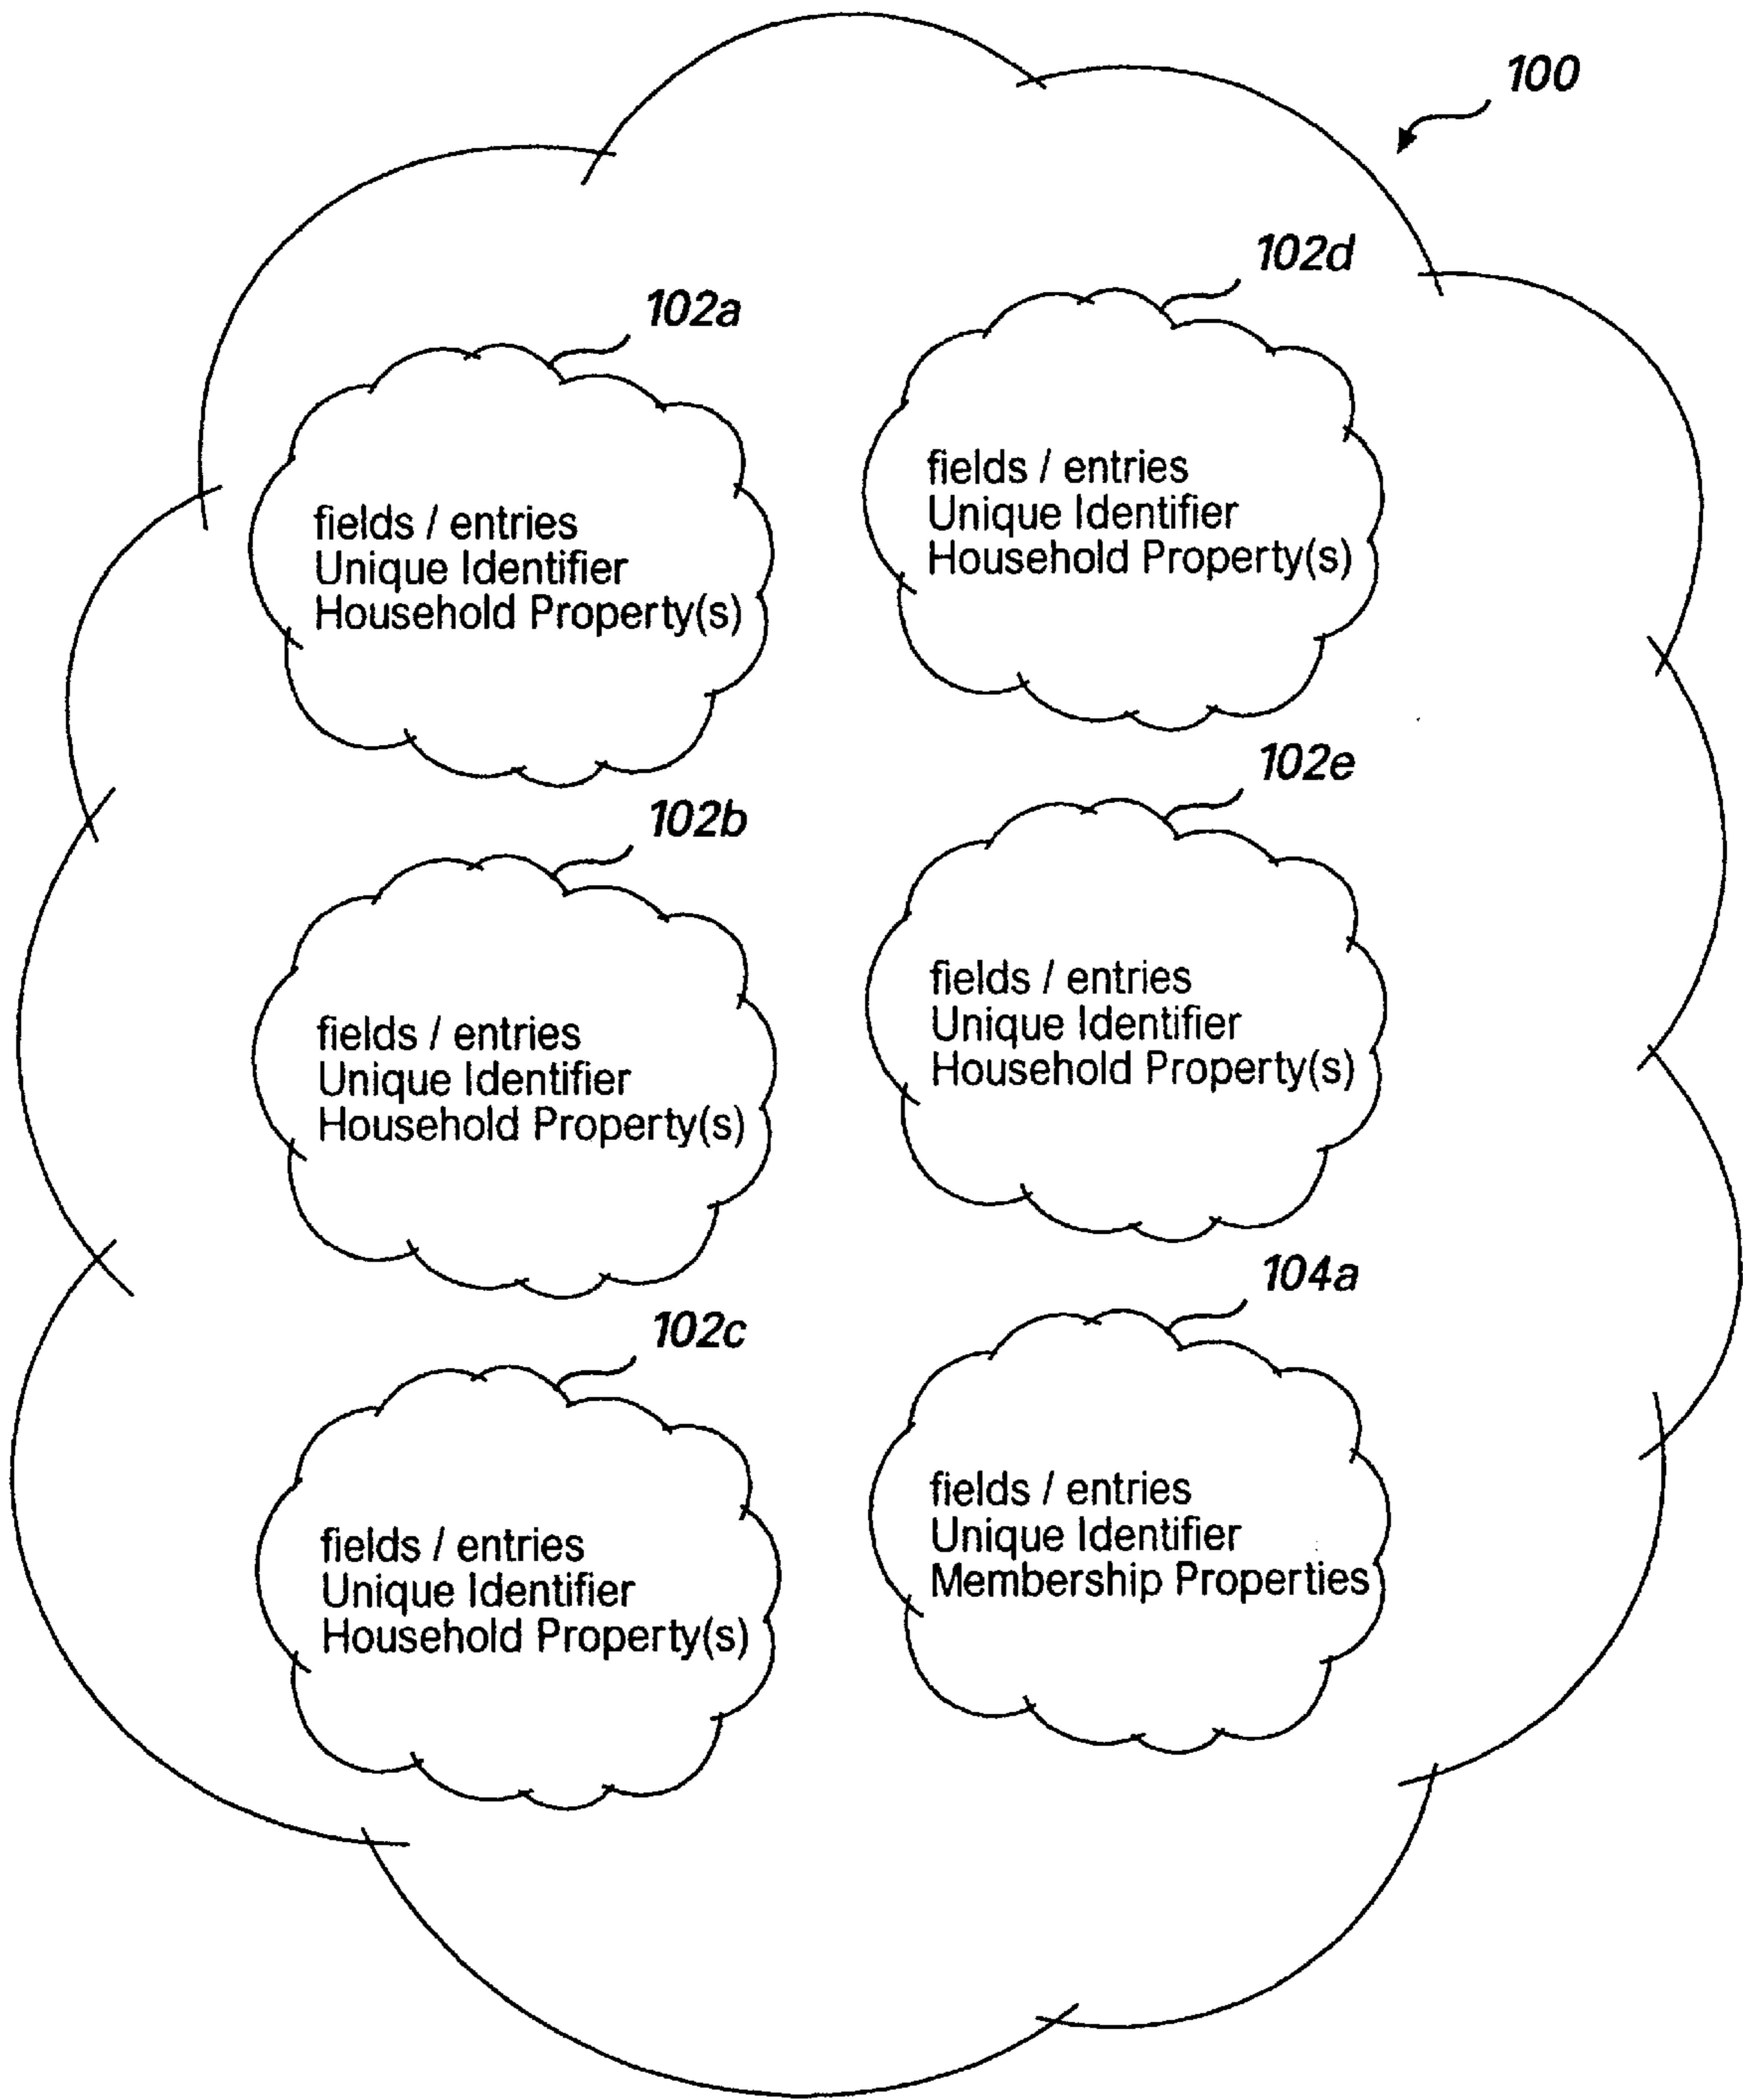 100
102a
fields / entries
Unique Identifier
Household Property(s)
102d
fields / entries
Unique Identifier
Household Property(s)
102b
fields / entries
Unique Identifier
Household Property(s)
102e
fields / entries
Unique Identifier
Household Property(s)
102c
fields / entries
Unique Identifier
Household Property(s)
104a
fields / entries
Unique Identifier
Membership Properties